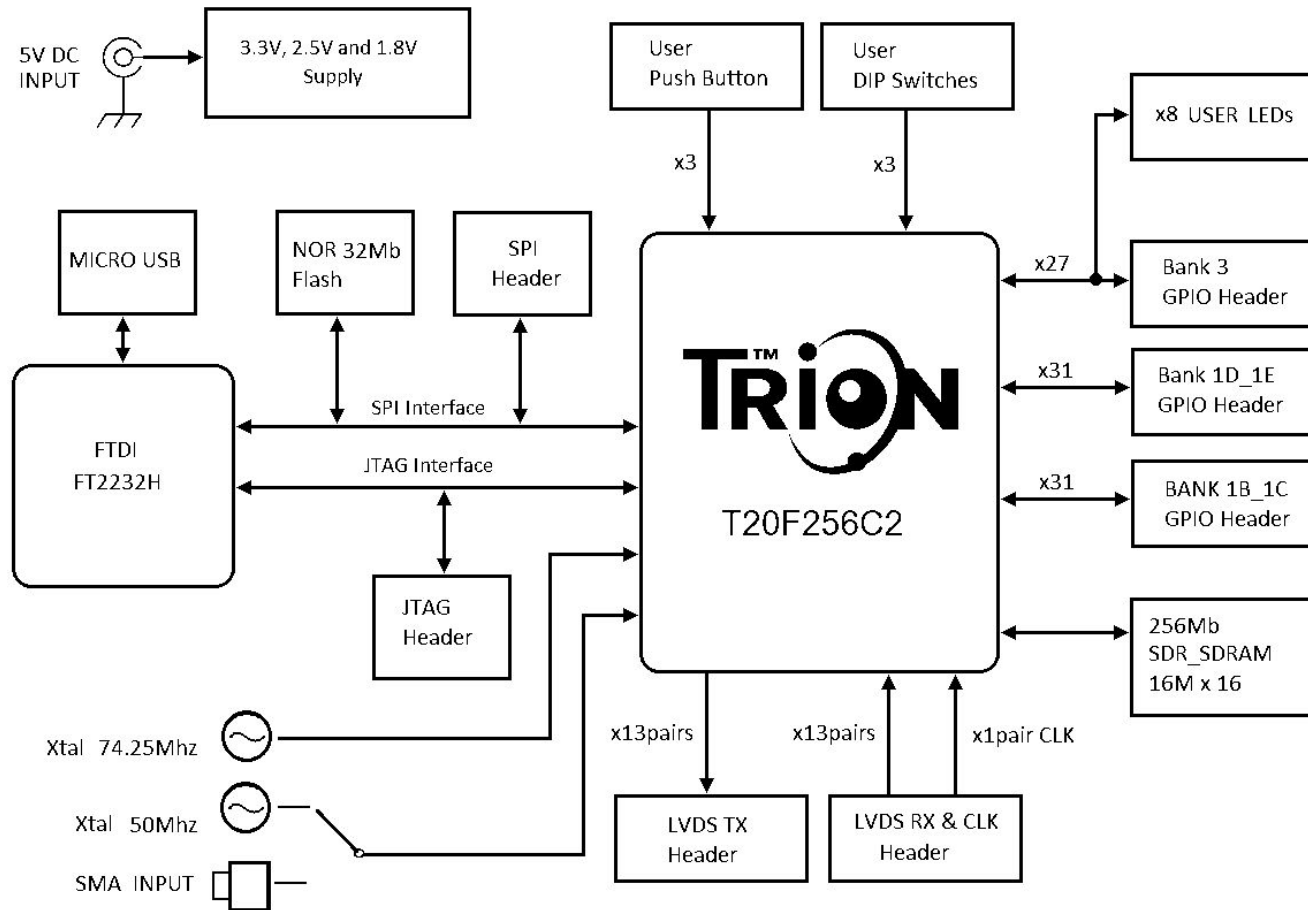 5V DC
INPUT
3.3V, 2.5V and 1.8V
Supply
User
Push Button
User
DIP Switches
x8 USER LEDs
x3
x3
MICRO USB
NOR 32Mb
Flash
SPI
Header
x27
Bank 3
GPIO Header
TRION
TM
x31
Bank 1D_1E
GPIO Header
SPI Interface
FTDI
FT2232H
JTAG Interface
T20F256C2
x31
BANK 1B_1C
GPIO Header
JTAG
Header
256Mb
SDR_SDRAM
16M x 16
Xtal 74.25Mhz
x13pairs
x13pairs
x1pair CLK
Xtal 50Mhz
LVDS TX
Header
LVDS RX & CLK
Header
SMA INPUT